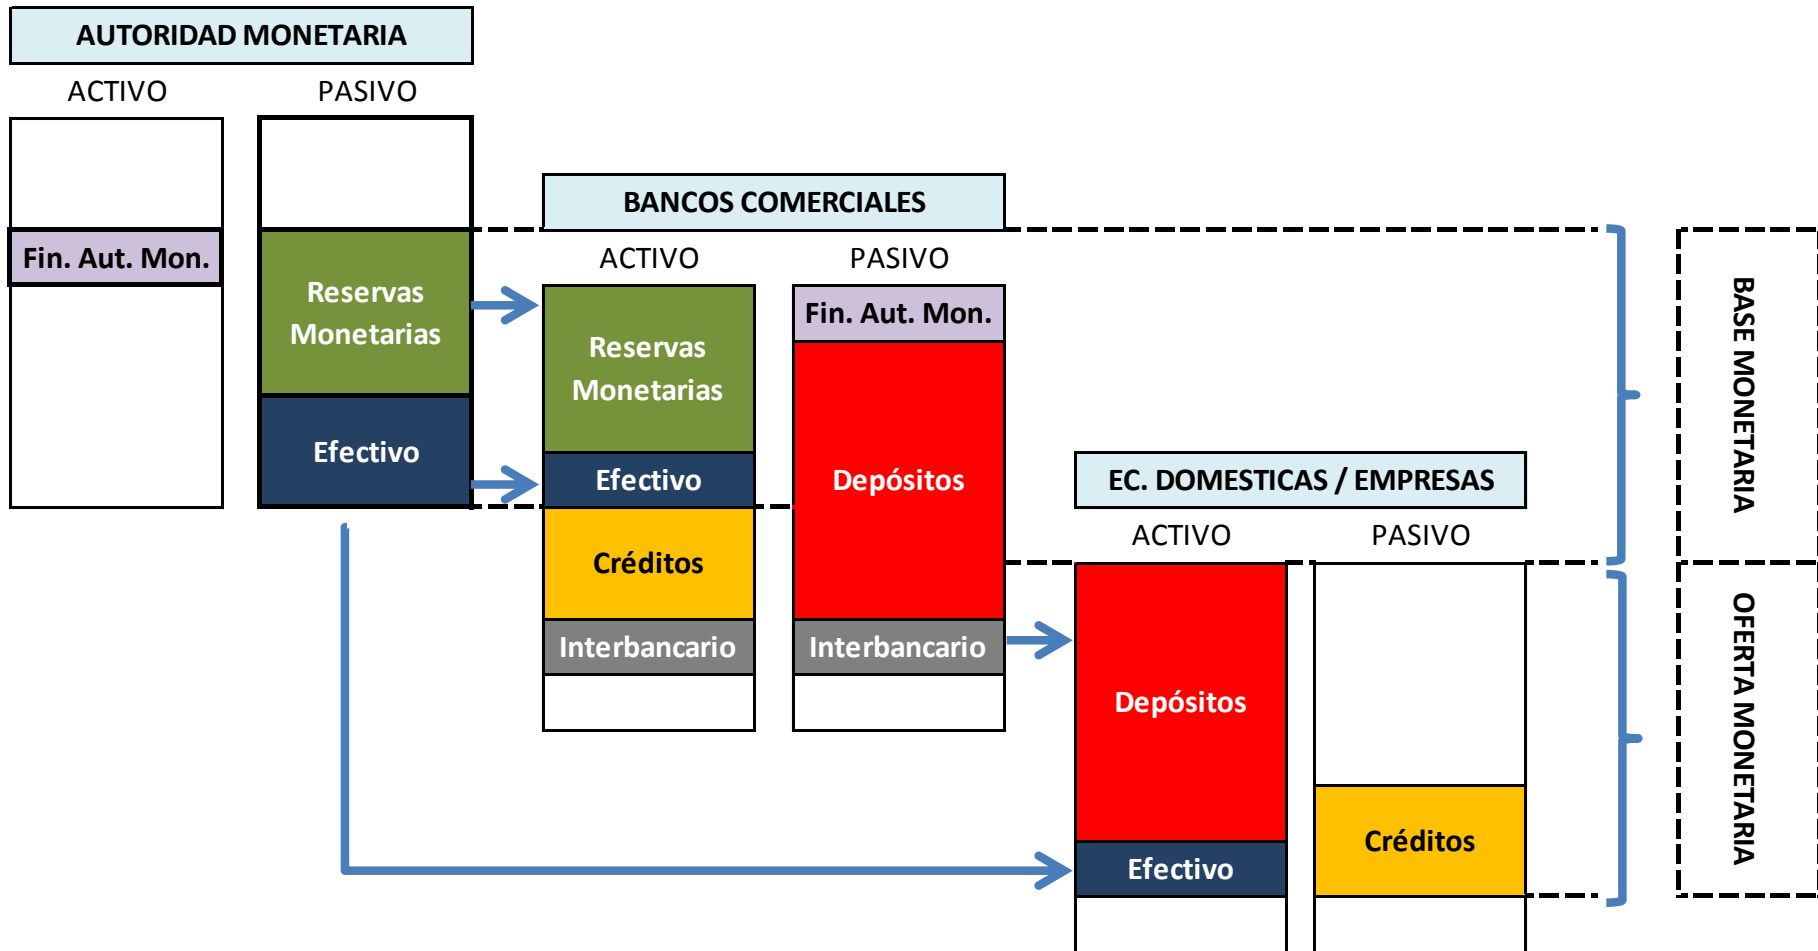 AUTORIDAD MONETARIA
ACTIVO
PASIVO
Fin. Aut. Mon.
Reservas
Monetarias
Efectivo
BANCOS COMERCIALES
ACTIVO
PASIVO
Reservas
Monetarias
Efectivo
Créditos
Interbancario
Fin. Aut. Mon.
Depósitos
Interbancario
EC. DOMESTICAS / EMPRESAS
ACTIVO
PASIVO
Depósitos
Efectivo
Créditos
BASE MONETARIA
OFERTA MONETARIA